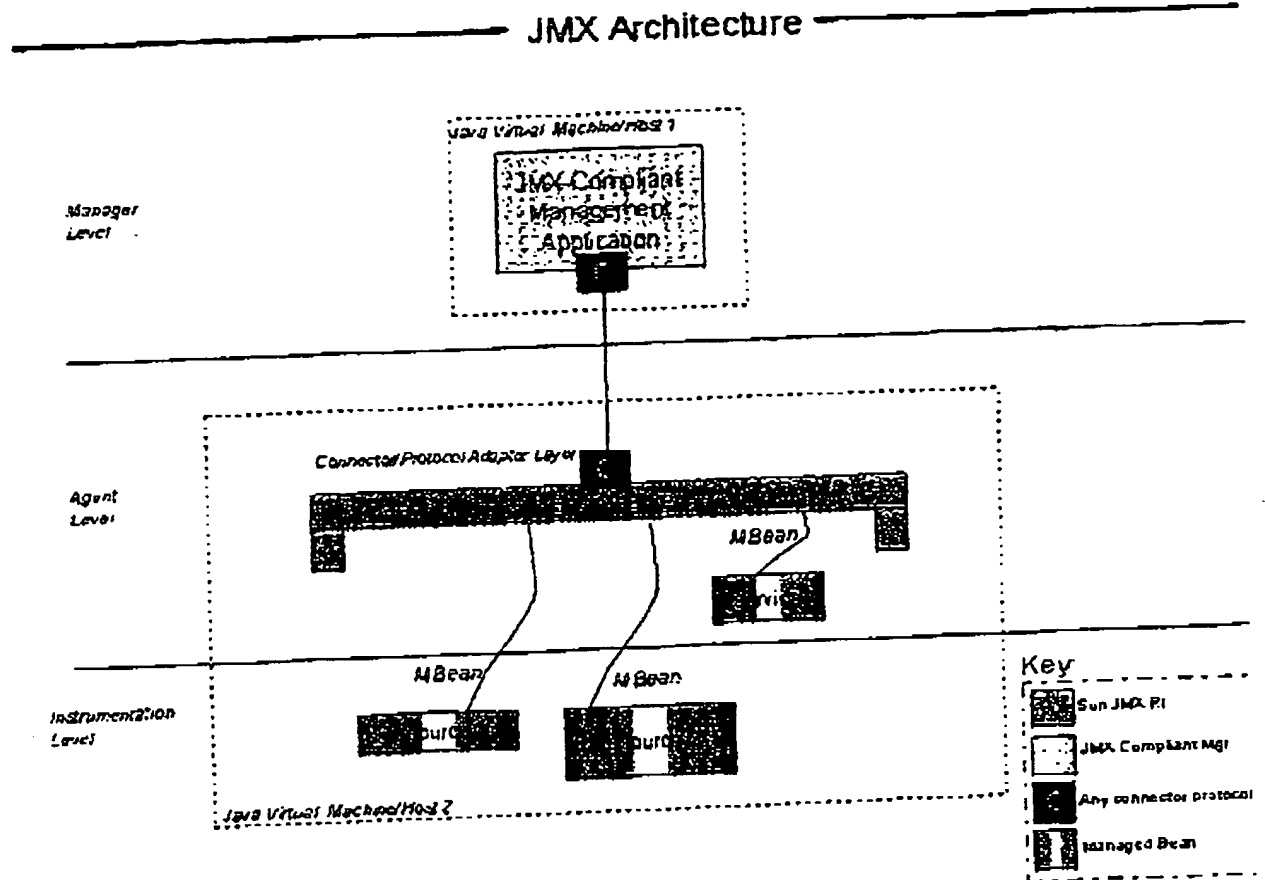 JMX Architecture
Java Virtual Machine/Host 1
JMX-Compliant
Management
Application
Manager
Level
Connected Protocol Adaptor Layer
Agent
Level
MBean
MBean
MBean
Instrumentation
Level
Java Virtual Machine/Host 2
Key
Sun JMX RI
JMX Compliant Mgr
Any connector protocol
Managed Bean